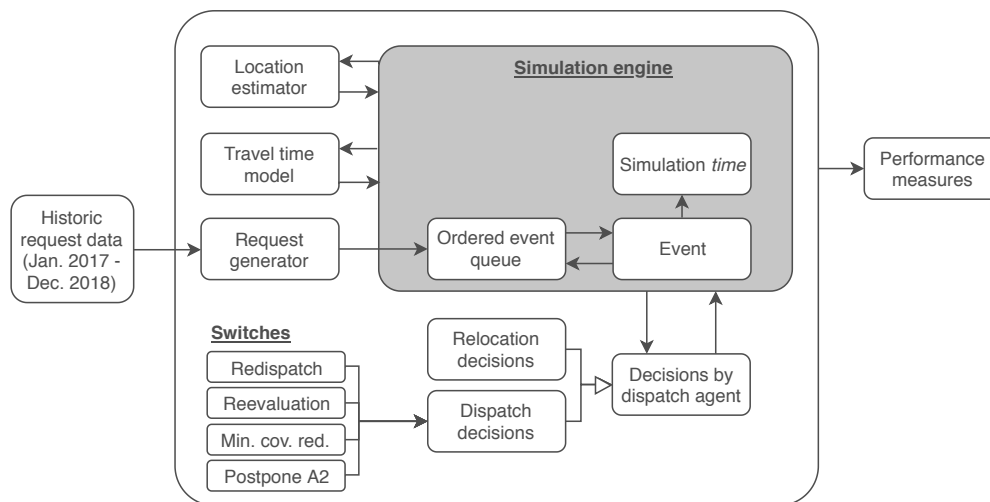 Location
estimator
Simulation engine
Travel time
model
Simulation time
Performance
measures
Historic
request data
(Jan. 2017 -
Dec. 2018)
Request
generator
Ordered event
queue
Event
Switches
Redispatch
Reevaluation
Min. cov. red.
Postpone A2
Relocation
decisions
Dispatch
decisions
Decisions by
dispatch agent